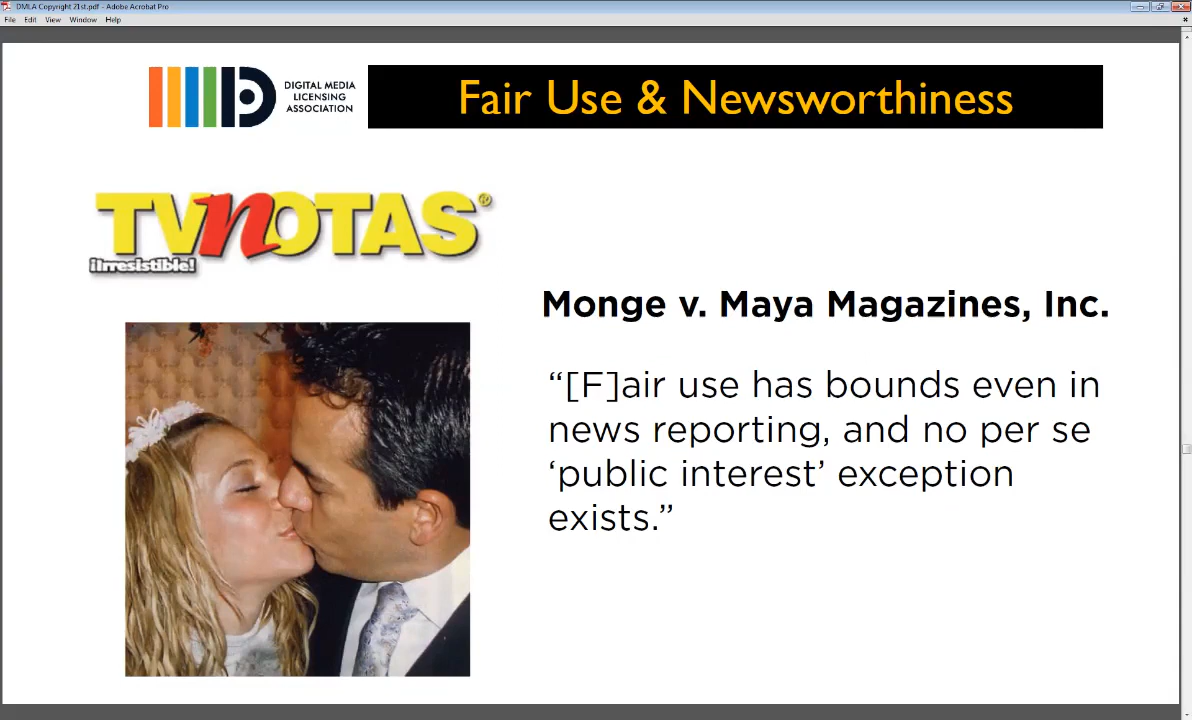 DMLA Copyright 21st.pdf - Adobe Acrobat Pro
File Edit View Window Help
DIGITAL MEDIA
LICENSING
ASSOCIATION
Fair Use & Newsworthiness
TVnOTAS®
¡Irresistible!
Monge v. Maya Magazines, Inc.
“[F]air use has bounds even in
news reporting, and no per se
‘public interest’ exception
exists.”